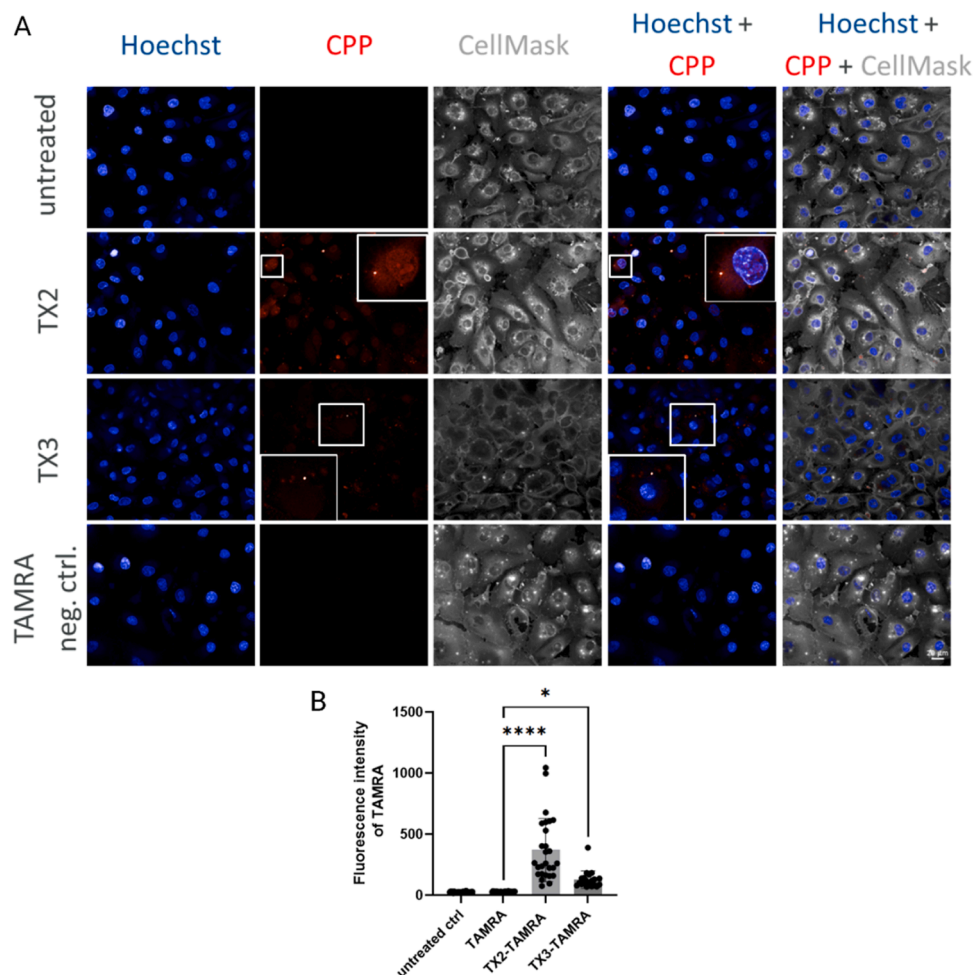 A
Hoechst
CPP
CellMask
Hoechst +
CPP
Hoechst +
CPP + CellMask
untreated
TX2
TX3
TAMRA
neg. ctrl.
B
Fluorescence intensity
of TAMRA
1500
1000
500
0
*
****
untreated ctrl
TAMRA
TX2-TAMRA
TX3-TAMRA